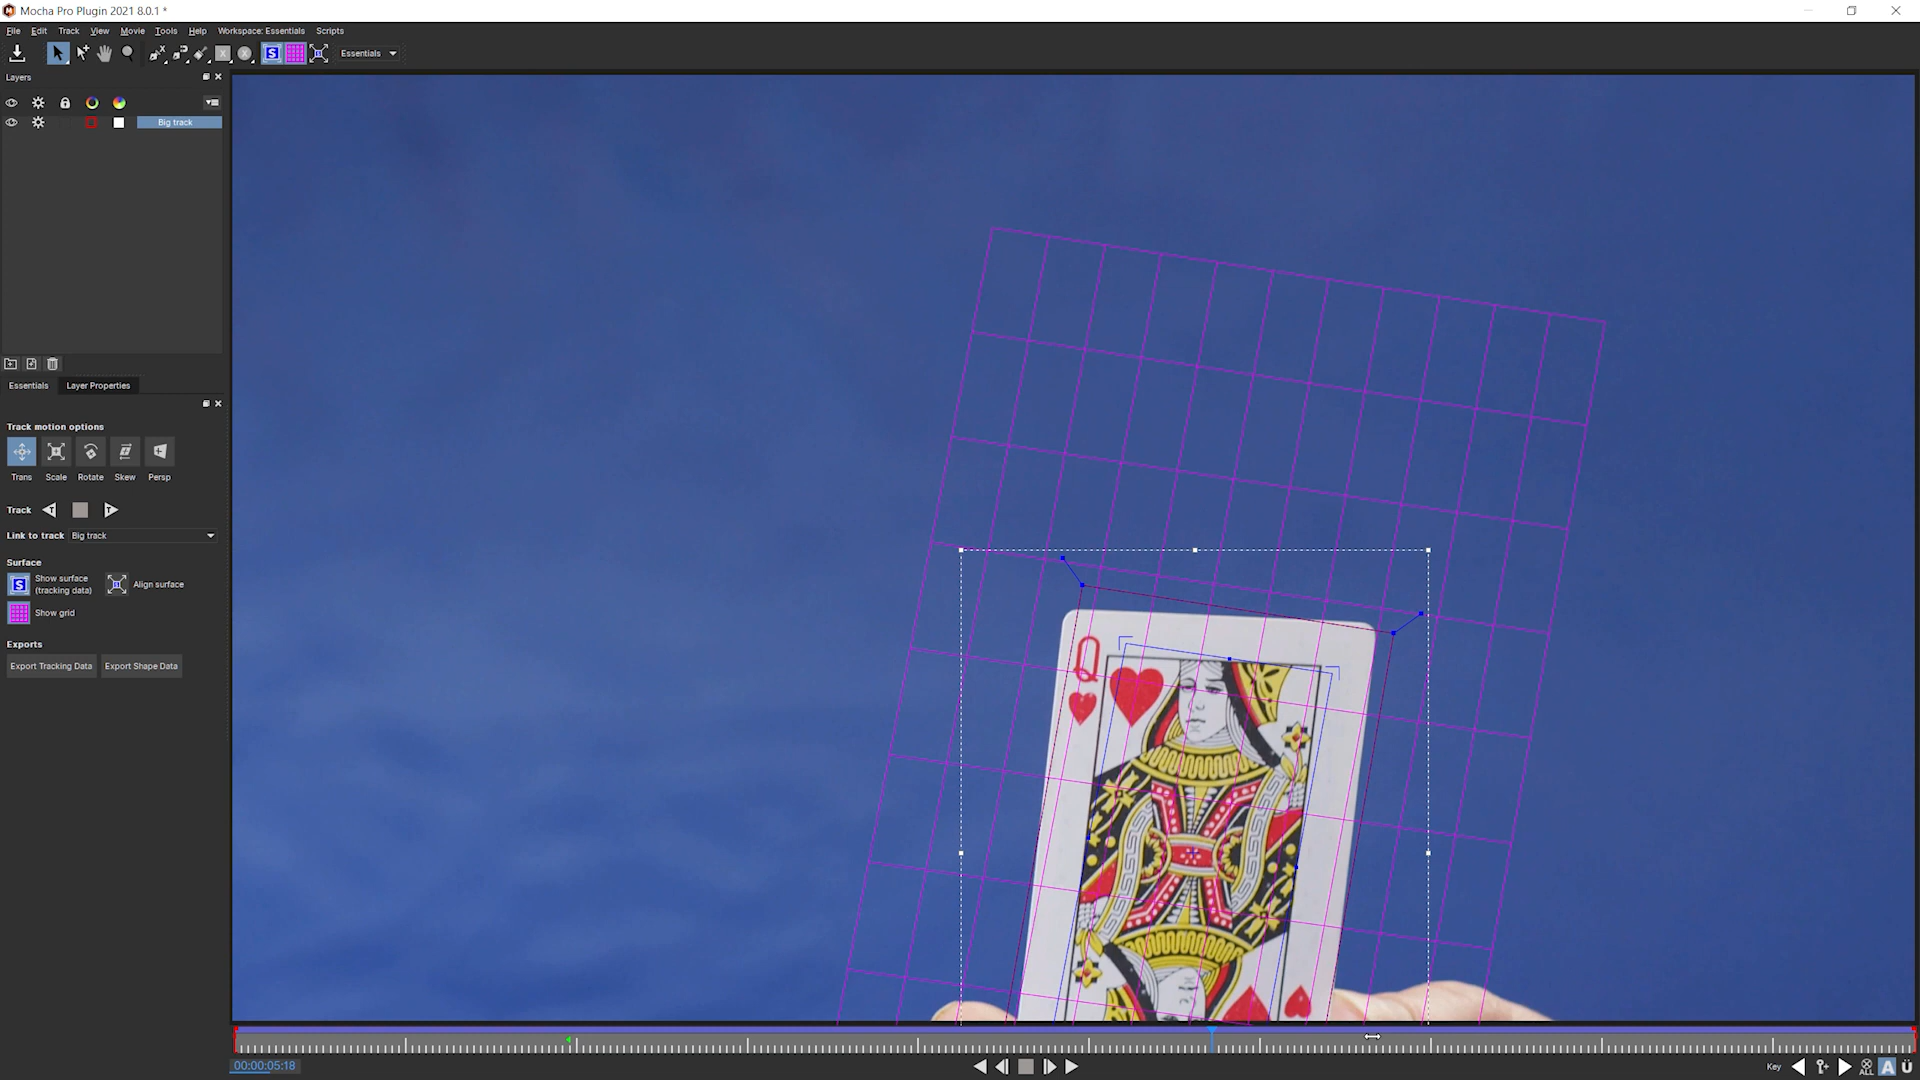 Mocha Pro Plugin 2021 8.0.1 *
File Edit Track View Movie Tools Help Workspace: Essentials Scripts
S Essentials
Layers
Big track
Essentials Layer Properties
Track motion options
Trans Scale Rotate Skew Persp
Track T T
Link to track Big track
Surface
S Show surface (tracking data) Align surface
Show grid
Exports
Export Tracking Data Export Shape Data
Q
00:00:05:18
Key ALL A Ü